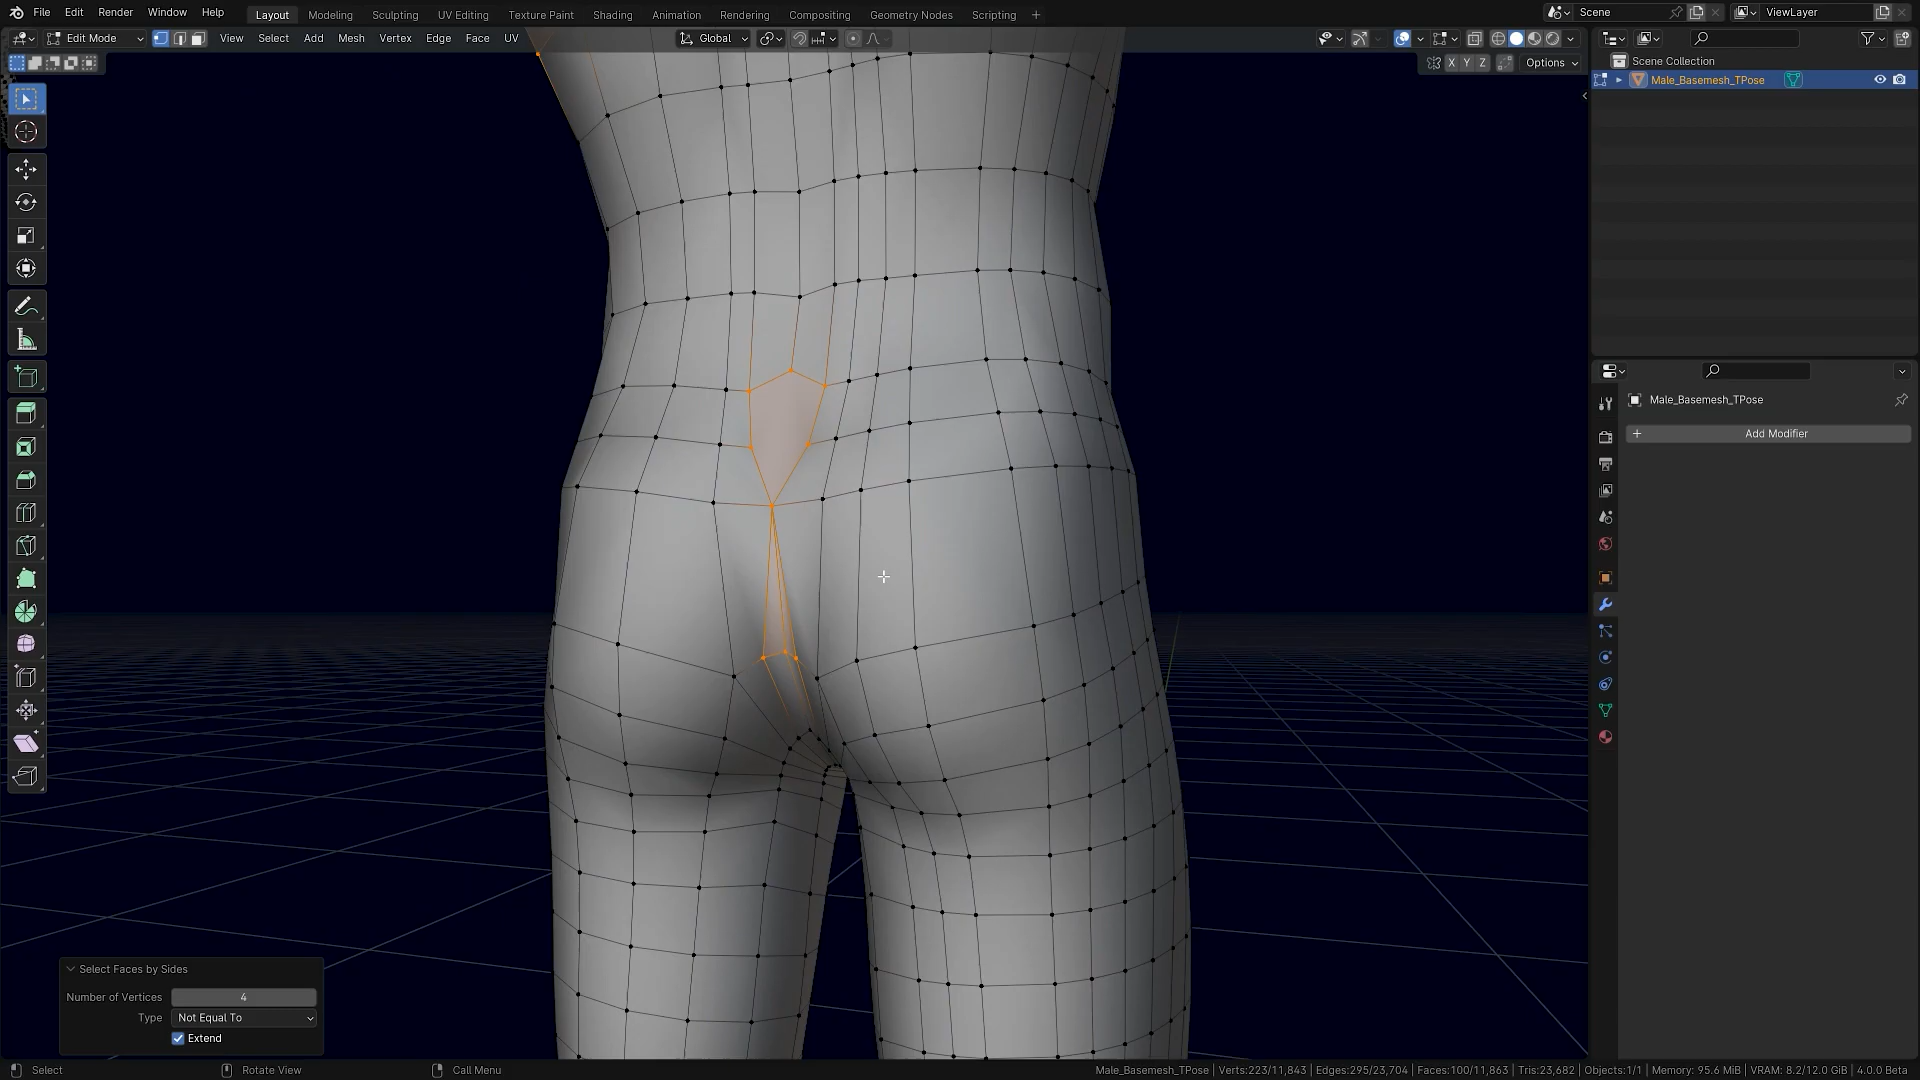 File Edit Render Window Help Layout Modeling Sculpting UV Editing Texture Paint Shading Animation Rendering Compositing Geometry Nodes Scripting + Scene ViewLayer
Edit Mode View Select Add Mesh Vertex Edge Face UV Global
X Y Z Options
Scene Collection
Male_Basemesh_TPose
Male_Basemesh_TPose
+ Add Modifier
Select Faces by Sides
Number of Vertices 4
Type Not Equal To
Extend
Select Rotate View Call Menu Male_Basemesh_TPose | Verts:223/11,843 | Edges:295/23,704 | Faces:100/11,863 | Tris:23,682 | Objects:1/1 | Memory: 95.6 MiB | VRAM: 8.2/12.0 GiB | 4.0.0 Beta